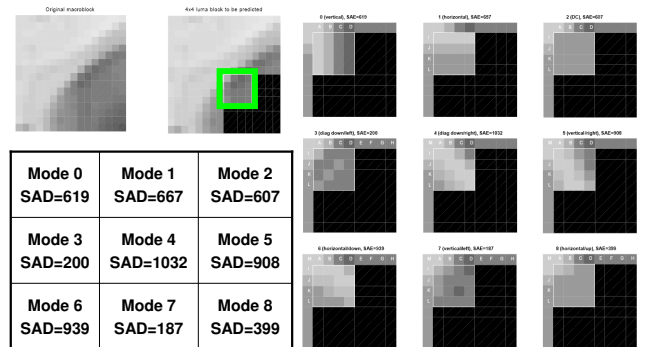 Original macroblock
4x4 luma block to be predicted
0 (vertical), SAE=619
1 (horizontal), SAE=667
2 (DC), SAE=607
A B C D
I
J
K
L
3 (diag down/left), SAE=200
4 (diag down/right), SAE=1032
5 (vertical/right), SAE=908
M A B C D E F G H
I
J
K
L
6 (horizontal/down), SAE=939
7 (vertical/left), SAE=187
8 (horizontal/up), SAE=399
M A B C D E F G H
I
J
K
L
Mode 0 Mode 1 Mode 2
SAD=619 SAD=667 SAD=607
Mode 3 Mode 4 Mode 5
SAD=200 SAD=1032 SAD=908
Mode 6 Mode 7 Mode 8
SAD=939 SAD=187 SAD=399